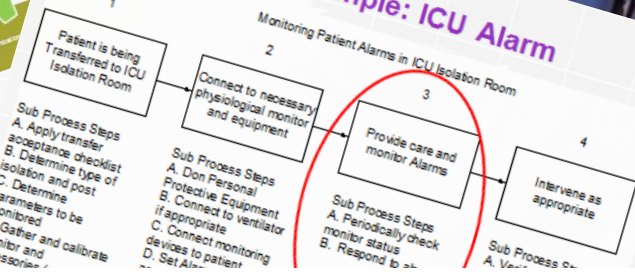 ple: ICU Alarm
Monitoring Patient Alarms in ICU Isolation Room
1
Patient is being
Transferred to ICU
Isolation Room
Sub Process Steps
A. Apply transfer
acceptance checklist
B. Determine type of
isolation and post
C. Determine
parameters to be
monitored
Gather and calibrate
and
2
Connect to necessary
physiological monitor
and equipment
Sub Process Steps
A. Don Personal
Protective Equipment
B. Connect to ventilator
if appropriate
C. Connect monitoring
devices to patient
D. Set Alarm
3
Provide care and
monitor Alarms
Sub Process Steps
A. Periodically check
monitor status
B. Respond to
4
Intervene as
appropriate
Sub Process
A.